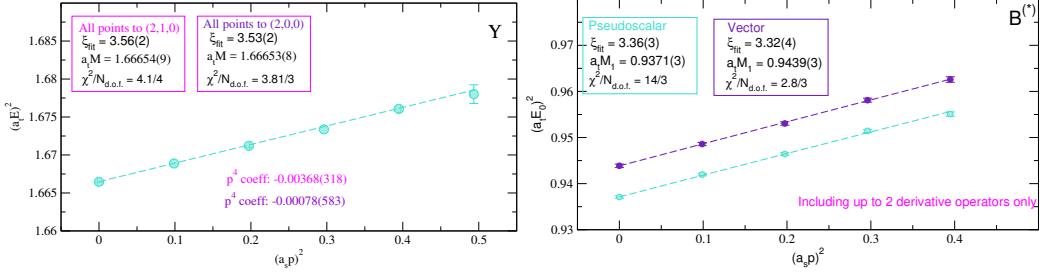 Υ
All points to (2,1,0)
ξfit = 3.56(2)
atM = 1.66654(9)
χ²/Nd.o.f. = 4.1/4
All points to (2,0,0)
ξfit = 3.53(2)
atM = 1.66653(8)
χ²/Nd.o.f. = 3.81/3
p⁴ coeff: -0.00368(318)
p⁴ coeff: -0.00078(583)
(atE)²
1.685
1.68
1.675
1.67
1.665
1.66
0 0.1 0.2 0.3 0.4 0.5
(asp)²
B(*)
Pseudoscalar
ξfit = 3.36(3)
atM1 = 0.9371(3)
χ²/Nd.o.f. = 14/3
Vector
ξfit = 3.32(4)
atM1 = 0.9439(3)
χ²/Nd.o.f. = 2.8/3
Including up to 2 derivative operators only
(atE0)²
0.97
0.96
0.95
0.94
0.93
0 0.1 0.2 0.3 0.4
(asp)²